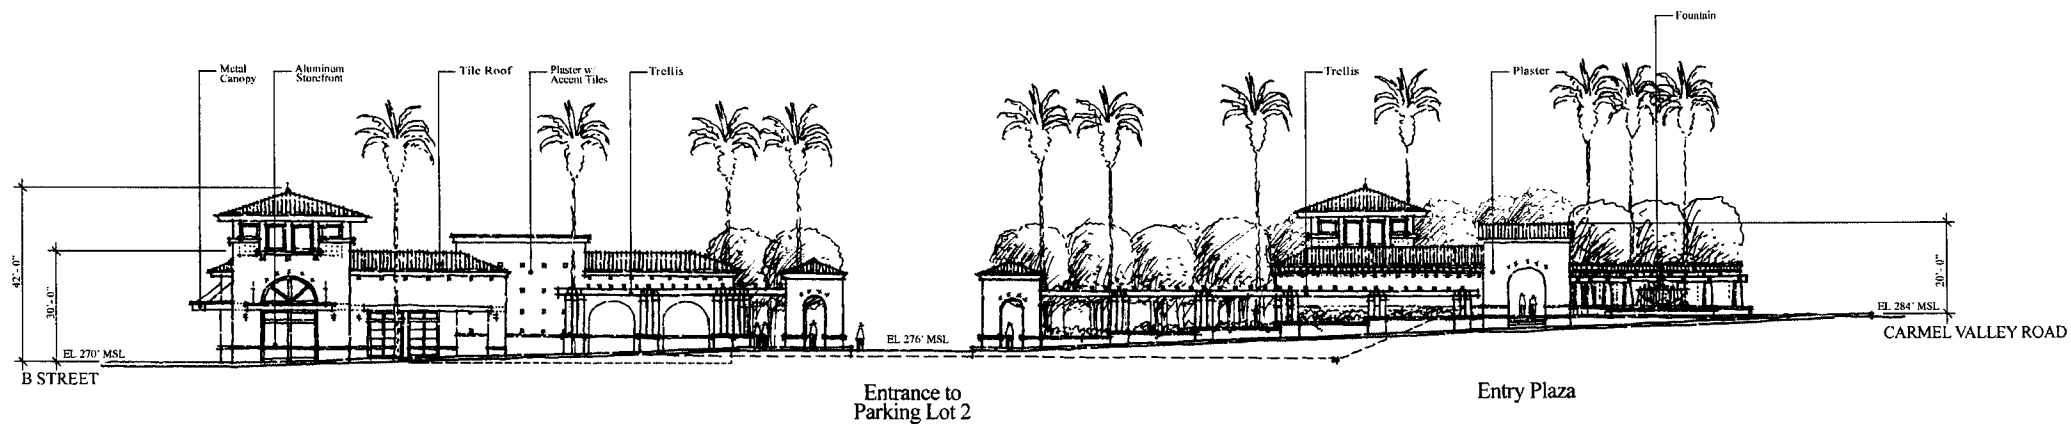 Fountain
Metal
Canopy
Aluminum
Storefront
Tile Roof
Plaster w/
Accent Tiles
Trellis
Trellis
Plaster
42'- 0"
30'- 0"
20'- 0"
EL 270' MSL
EL 276' MSL
EL 284' MSL
B STREET
CARMEL VALLEY ROAD
Entrance to
Parking Lot 2
Entry Plaza